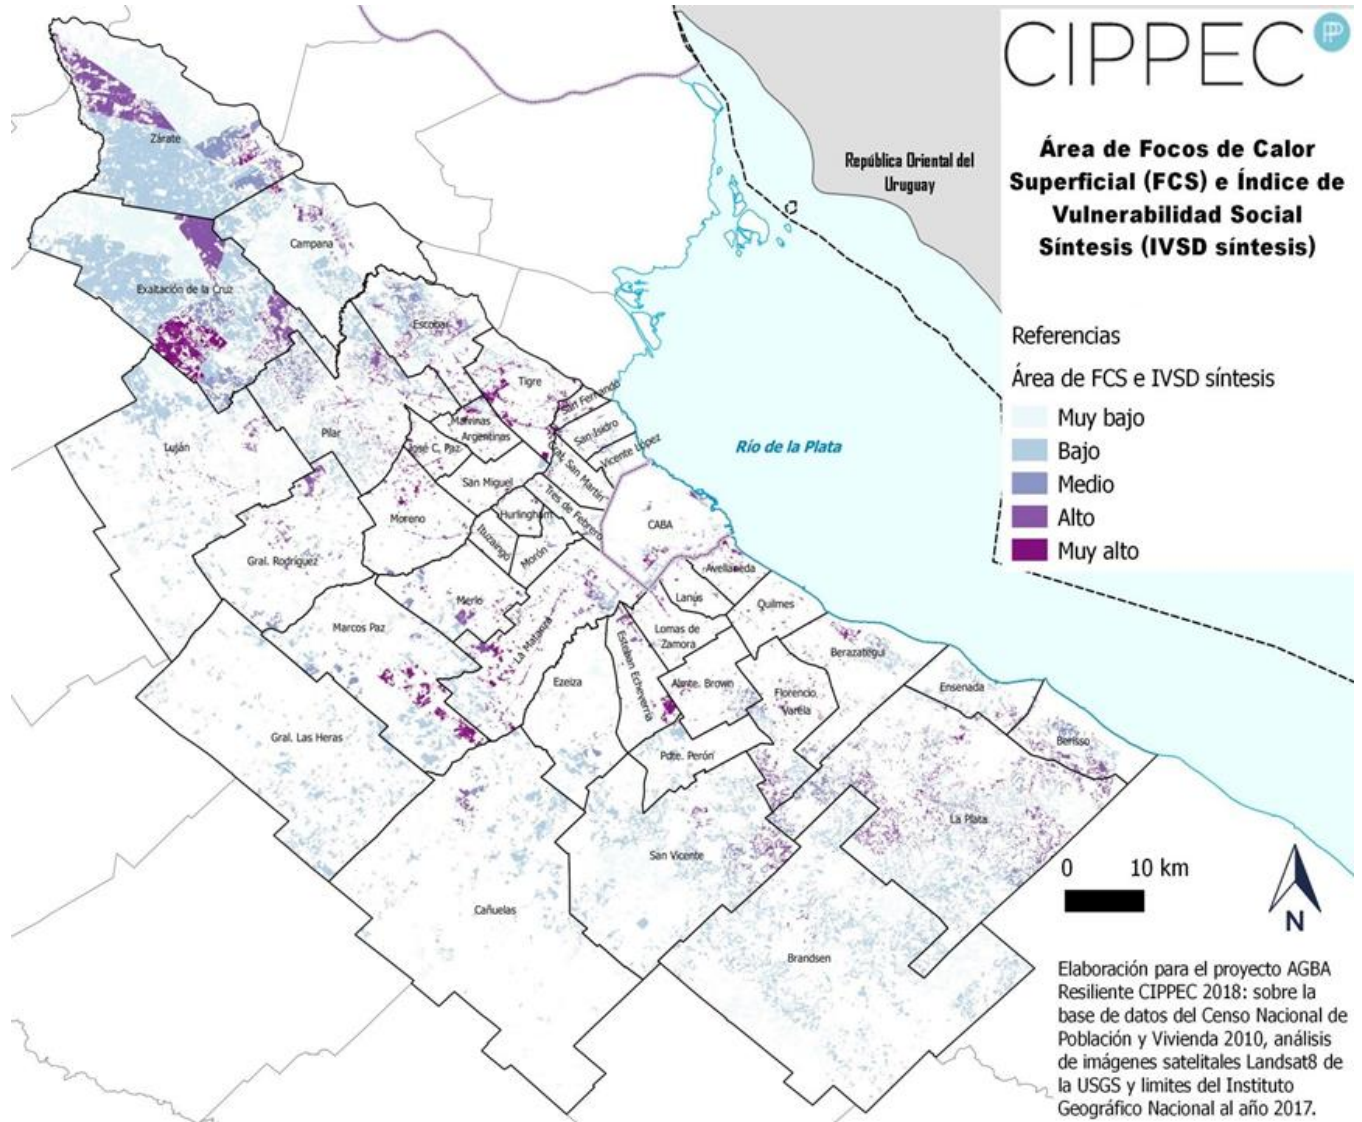 CIPPEC
PP
Área de Focos de Calor
Superficial (FCS) e Índice de
Vulnerabilidad Social
Síntesis (IVSD síntesis)
Referencias
Área de FCS e IVSD síntesis
Muy bajo
Bajo
Medio
Alto
Muy alto
República Oriental del
Uruguay
Río de la Plata
Zárate
Campana
Exaltación de la Cruz
Escobar
Tigre
San Fernando
San Isidro
Vicente López
Malvinas
Argentinas
José C. Paz
Pilar
Luján
San Miguel
Gral. San Martín
Tres de Febrero
Hurlingham
Ituzaingó
Morón
Moreno
Gral. Rodríguez
CABA
Avellaneda
Lanús
Quilmes
Merlo
Marcos Paz
La Matanza
Lomas de
Zamora
Esteban Echeverría
Ezeiza
Almte. Brown
Florencio
Varela
Berazategui
Ensenada
Berisso
Gral. Las Heras
Pdte. Perón
La Plata
San Vicente
Cañuelas
Brandsen
0 10 km
N
Elaboración para el proyecto AGBA
Resiliente CIPPEC 2018: sobre la
base de datos del Censo Nacional de
Población y Vivienda 2010, análisis
de imágenes satelitales Landsat8 de
la USGS y limites del Instituto
Geográfico Nacional al año 2017.